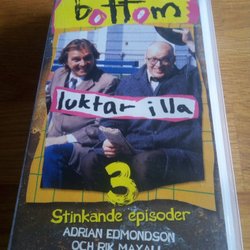 bottom
luktar illa
3
Stinkande episoder
ADRIAN EDMONDSON
OCH RIK MAYALL